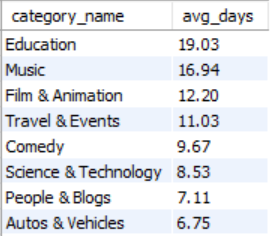 category_name avg_days
Education 19.03
Music 16.94
Film & Animation 12.20
Travel & Events 11.03
Comedy 9.67
Science & Technology 8.53
People & Blogs 7.11
Autos & Vehicles 6.75